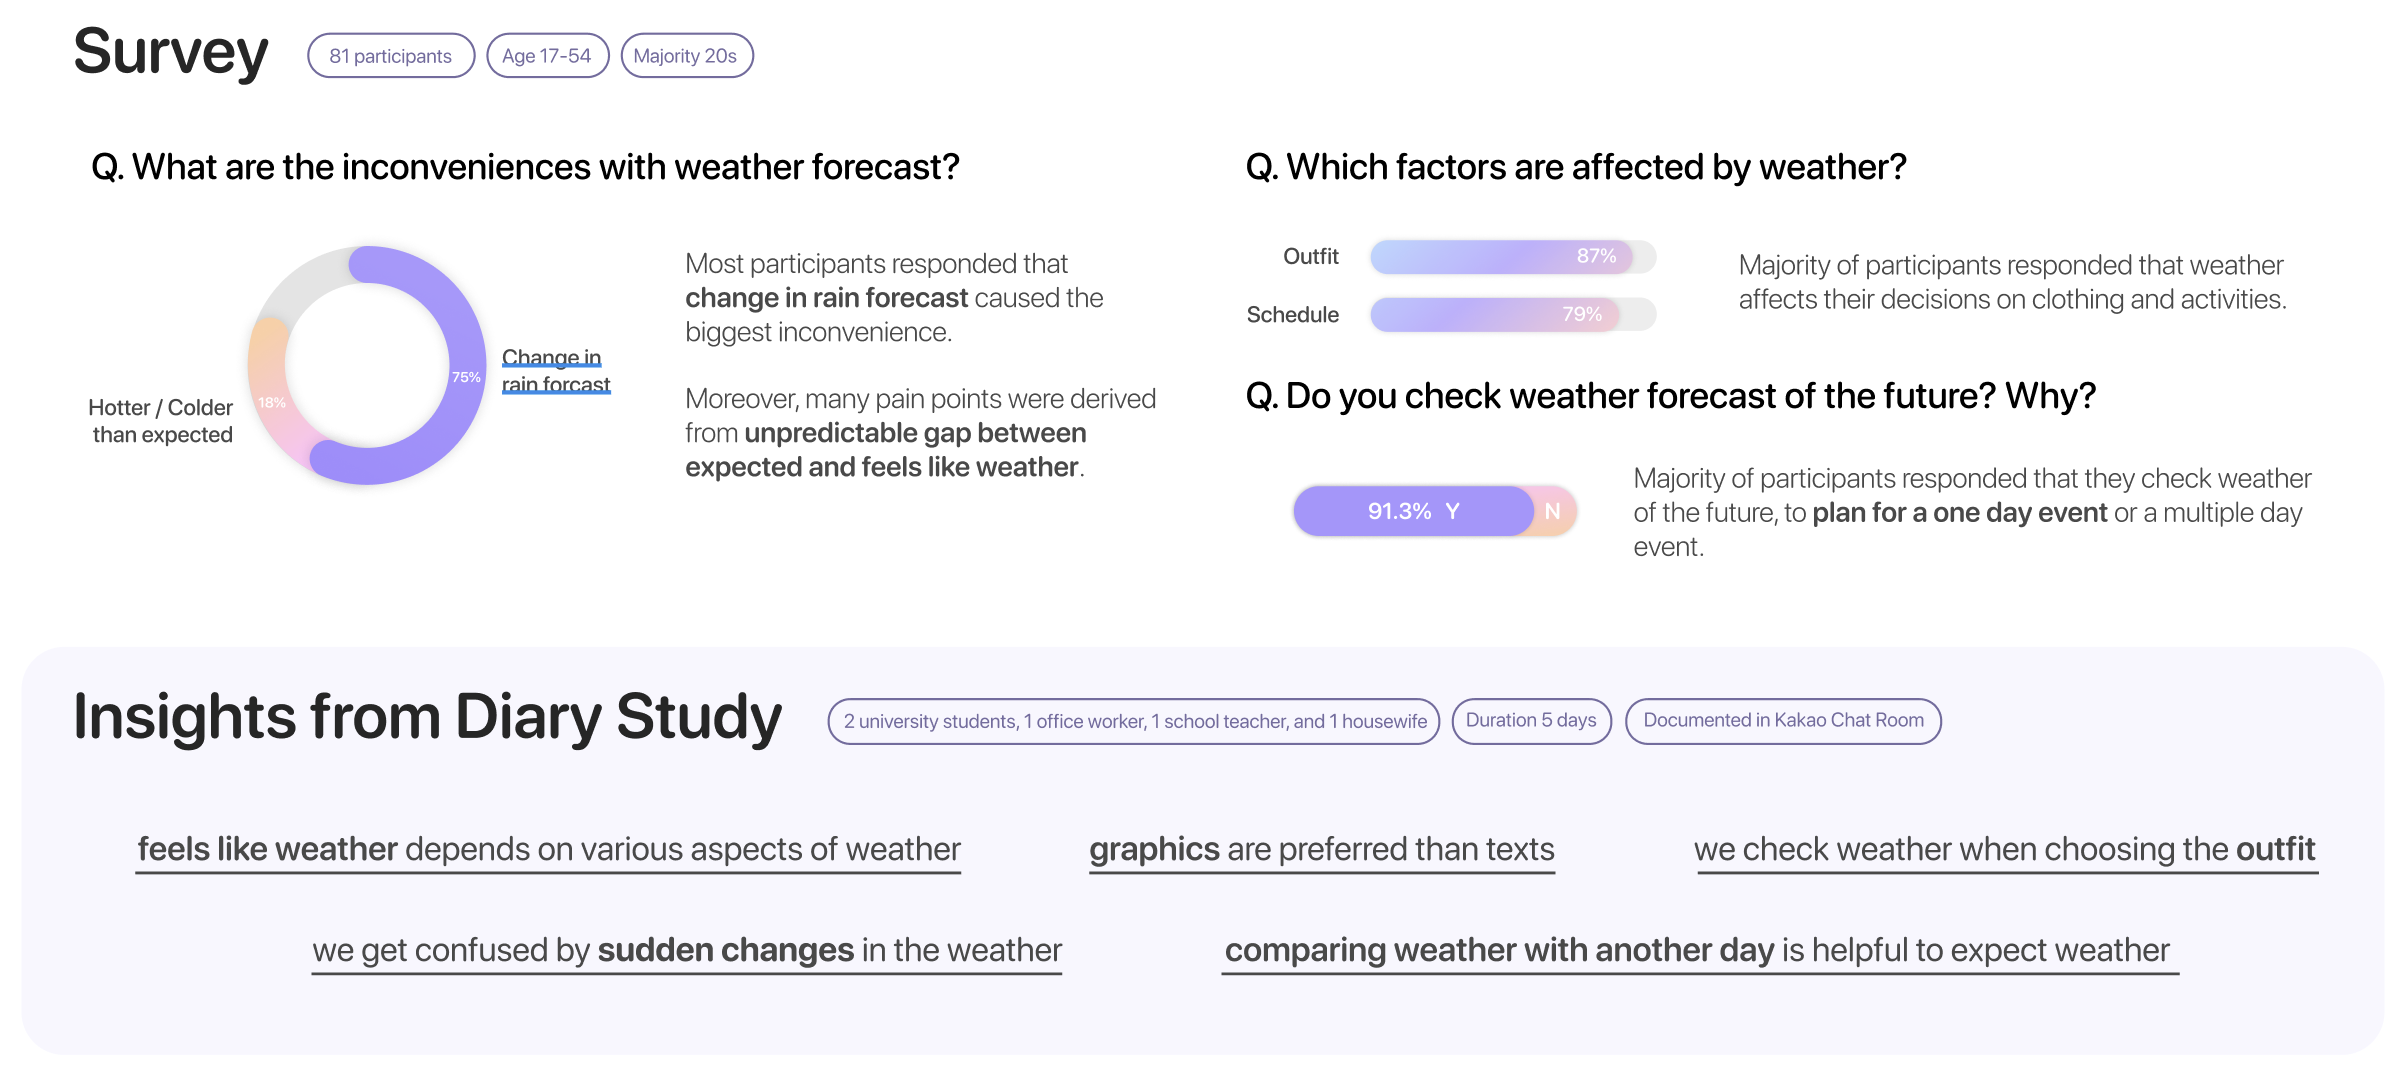 Survey
81 participants
Age 17-54
Majority 20s
Q. What are the inconveniences with weather forecast?
75%
18%
Change in
rain forcast
Hotter / Colder
than expected
Most participants responded that
change in rain forecast caused the
biggest inconvenience.
Moreover, many pain points were derived
from unpredictable gap between
expected and feels like weather.
Q. Which factors are affected by weather?
Outfit
87%
Schedule
79%
Majority of participants responded that weather
affects their decisions on clothing and activities.
Q. Do you check weather forecast of the future? Why?
91.3% Y
N
Majority of participants responded that they check weather
of the future, to plan for a one day event or a multiple day
event.
Insights from Diary Study
2 university students, 1 office worker, 1 school teacher, and 1 housewife
Duration 5 days
Documented in Kakao Chat Room
feels like weather depends on various aspects of weather
graphics are preferred than texts
we check weather when choosing the outfit
we get confused by sudden changes in the weather
comparing weather with another day is helpful to expect weather